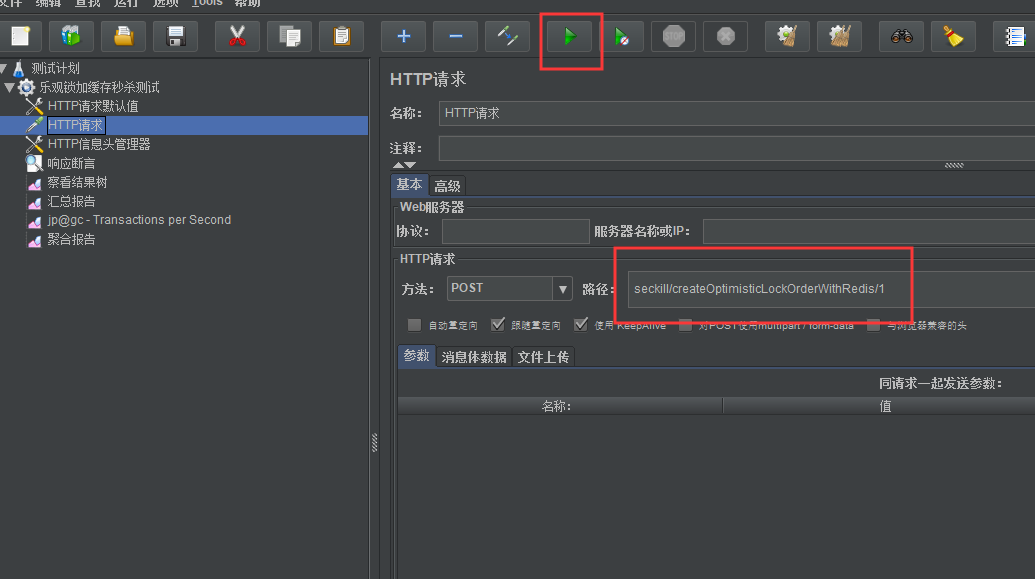 文件 编辑 查找 运行 选项 Tools 帮助
STOP
测试计划
乐观锁加缓存秒杀测试
HTTP请求默认值
HTTP请求
HTTP信息头管理器
响应断言
察看结果树
汇总报告
jp@gc - Transactions per Second
聚合报告
HTTP请求
名称： HTTP请求
注释：
基本 高级
Web服务器
协议： 服务器名称或IP：
HTTP请求
方法： POST 路径： seckill/createOptimisticLockOrderWithRedis/1
自动重定向 跟随重定向 使用 KeepAlive 对POST使用multipart / form-data 与浏览器兼容的头
参数 消息体数据 文件上传
同请求一起发送参数：
名称： 值